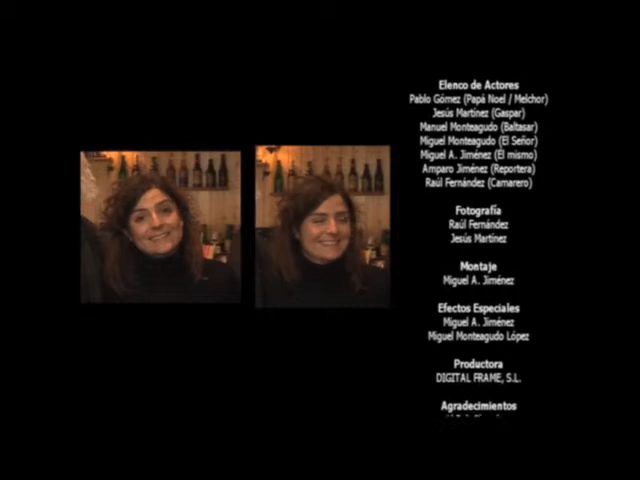 Elenco de Actores
Pablo Gómez (Papá Noel / Melchor)
Jesús Martínez (Gaspar)
Manuel Monteagudo (Baltasar)
Miguel Monteagudo (El Señor)
Miguel A. Jiménez (Él mismo)
Amparo Jiménez (Reportera)
Raúl Fernández (Camarero)
Fotografía
Raúl Fernández
Jesús Martínez
Montaje
Miguel A. Jiménez
Efectos Especiales
Miguel A. Jiménez
Miguel Monteagudo López
Productora
DIGITAL FRAME, S.L.
Agradecimientos